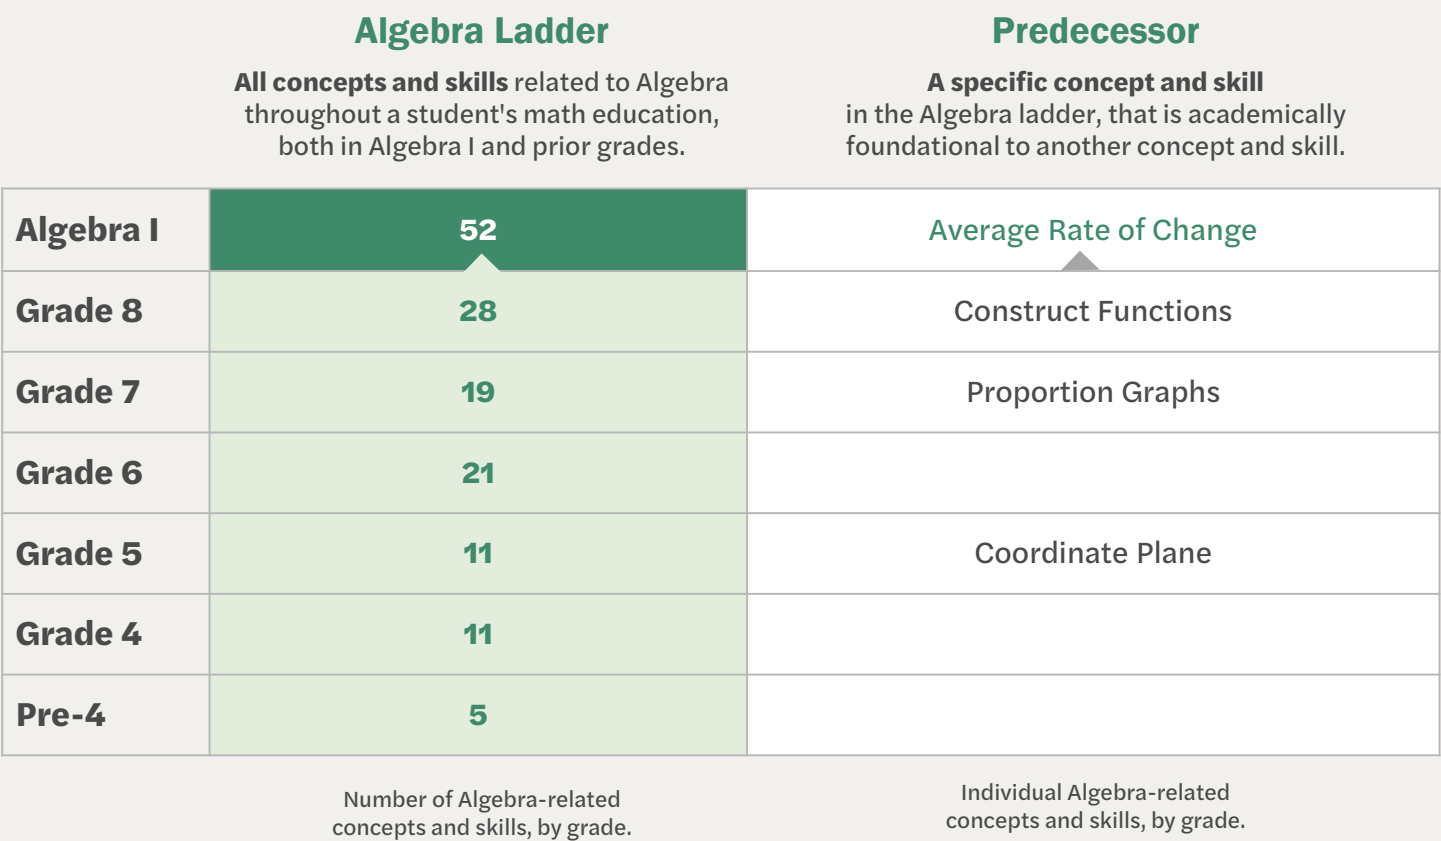 Algebra Ladder
All concepts and skills related to Algebra
throughout a student's math education,
both in Algebra I and prior grades.
Predecessor
A specific concept and skill
in the Algebra ladder, that is academically
foundational to another concept and skill.
Algebra I 52 Average Rate of Change
Grade 8 28 Construct Functions
Grade 7 19 Proportion Graphs
Grade 6 21
Grade 5 11 Coordinate Plane
Grade 4 11
Pre-4 5
Number of Algebra-related
concepts and skills, by grade.
Individual Algebra-related
concepts and skills, by grade.